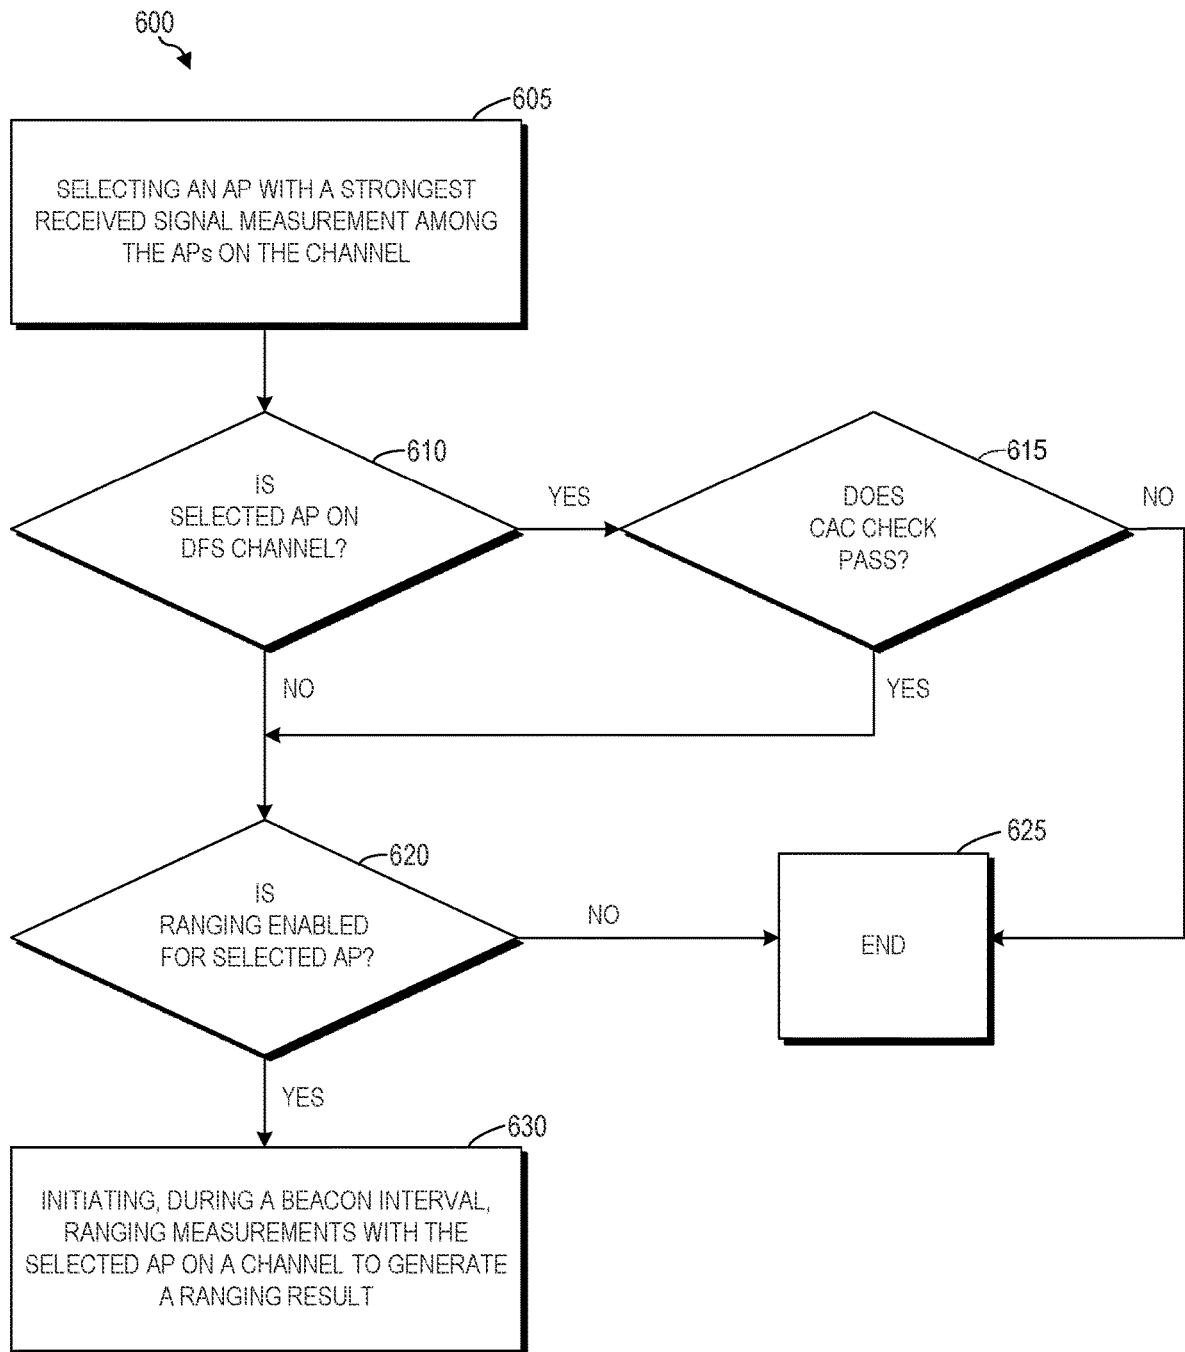 600
605
SELECTING AN AP WITH A STRONGEST
RECEIVED SIGNAL MEASUREMENT AMONG
THE APs ON THE CHANNEL
610
IS
SELECTED AP ON
DFS CHANNEL?
YES
615
DOES
CAC CHECK
PASS?
NO
NO
YES
620
IS
RANGING ENABLED
FOR SELECTED AP?
NO
625
END
YES
630
INITIATING, DURING A BEACON INTERVAL,
RANGING MEASUREMENTS WITH THE
SELECTED AP ON A CHANNEL TO GENERATE
A RANGING RESULT